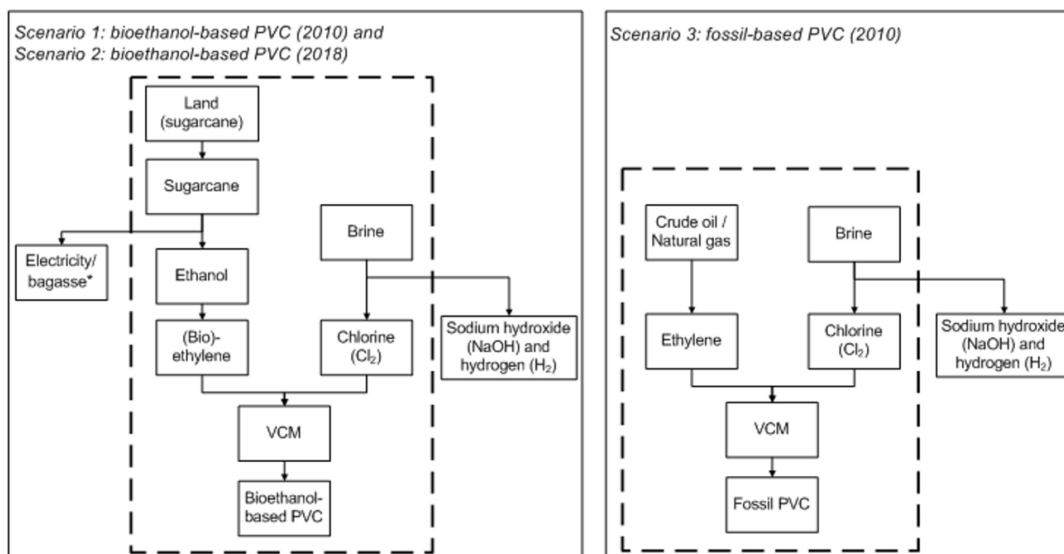 Scenario 1: bioethanol-based PVC (2010) and
Scenario 2: bioethanol-based PVC (2018)
Land
(sugarcane)
Sugarcane
Electricity/
bagasse*
Ethanol
Brine
(Bio)-
ethylene
Chlorine
(Cl₂)
Sodium hydroxide
(NaOH) and
hydrogen (H₂)
VCM
Bioethanol-
based PVC
Scenario 3: fossil-based PVC (2010)
Crude oil /
Natural gas
Brine
Ethylene
Chlorine
(Cl₂)
Sodium hydroxide
(NaOH) and
hydrogen (H₂)
VCM
Fossil PVC